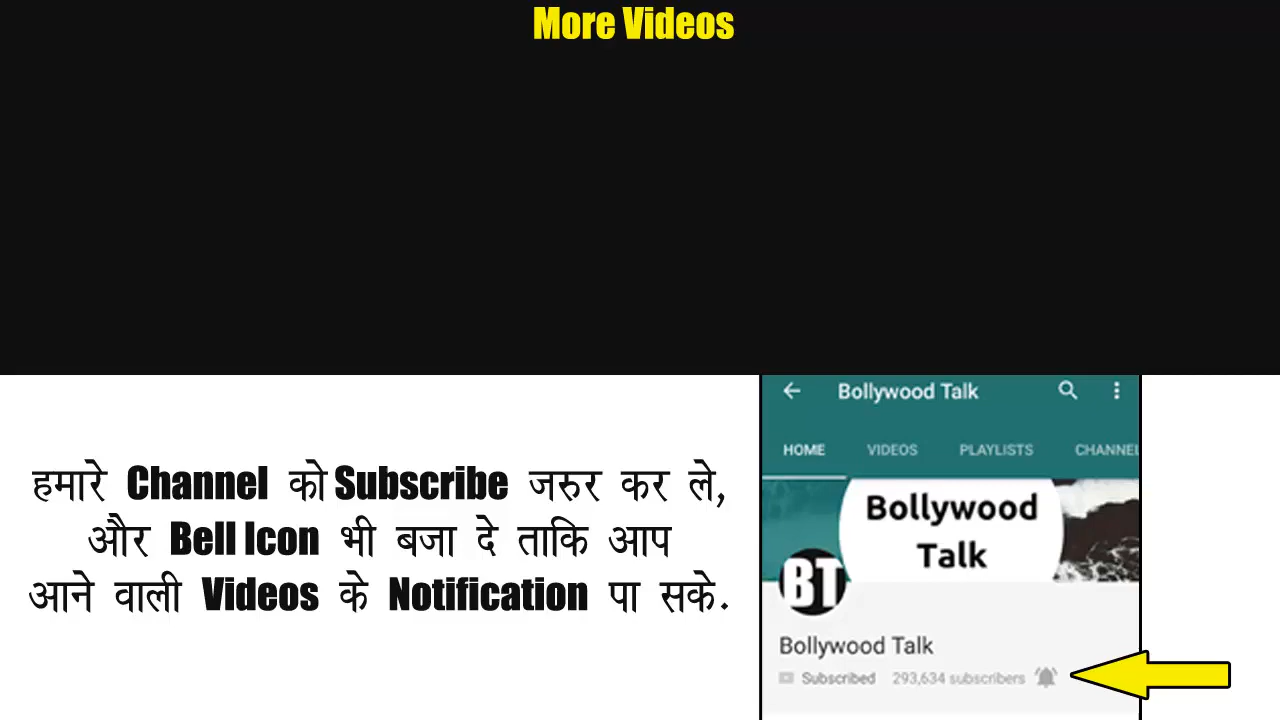 More Videos
हमारे Channel को Subscribe जरुर कर ले,
और Bell Icon भी बजा दे ताकि आप
आने वाली Videos के Notification पा सके.
Bollywood Talk
HOME VIDEOS PLAYLISTS CHANNEL
Bollywood
Talk
BT
Bollywood Talk
Subscribed 293,634 subscribers